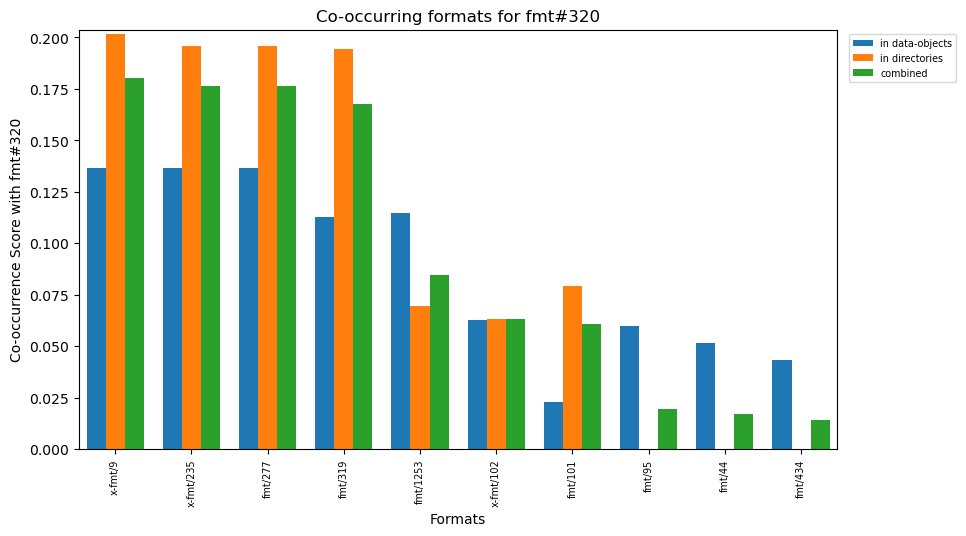 Co-occurring formats for fmt#320
in data-objects
in directories
combined
Co-occurrence Score with fmt#320
0.200
0.175
0.150
0.125
0.100
0.075
0.050
0.025
0.000
x-fmt/9
x-fmt/235
fmt/277
fmt/319
fmt/1253
x-fmt/102
fmt/101
fmt/95
fmt/44
fmt/434
Formats